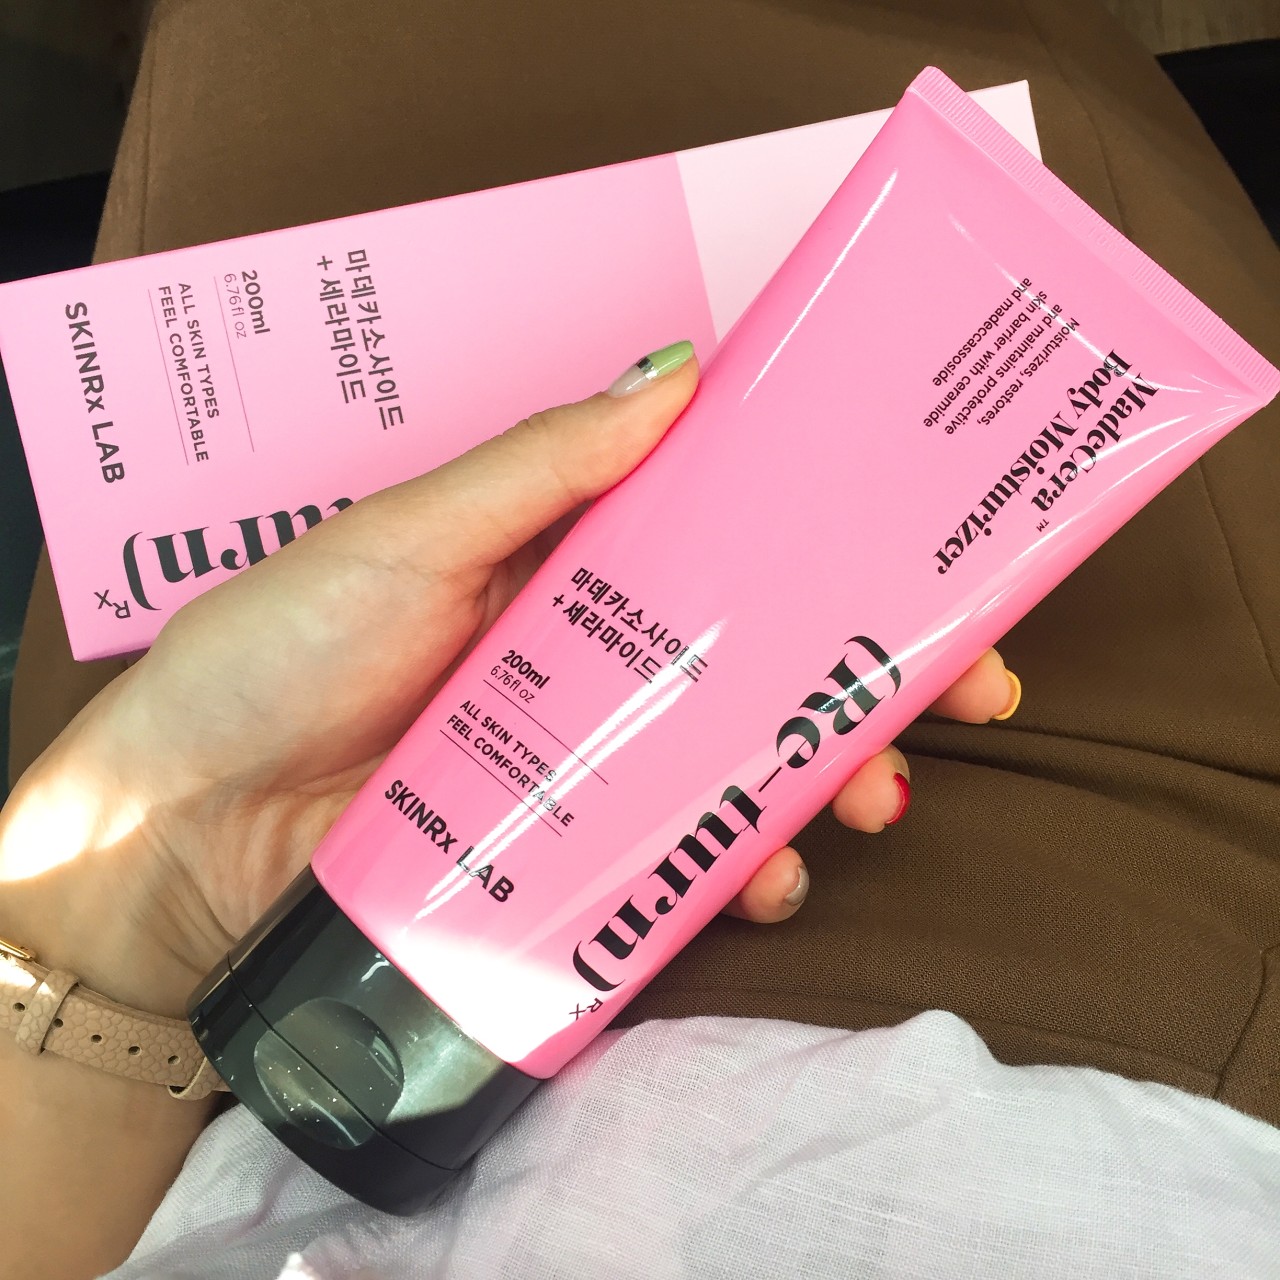 마데카소사이드
+ 세라마이드
200ml
6.76fl oz
ALL SKIN TYPES
FEEL COMFORTABLE
SKINRx LAB
turn)
Rx
MadeCera™
Body Moisturizer
Moisturizes, restores,
and maintains protective
skin barrier with ceramide
and madeccassoside
(Re-turn)
Rx
마데카소사이드
+ 세라마이드
200ml
6.76fl oz
ALL SKIN TYPES
FEEL COMFORTABLE
SKINRx LAB